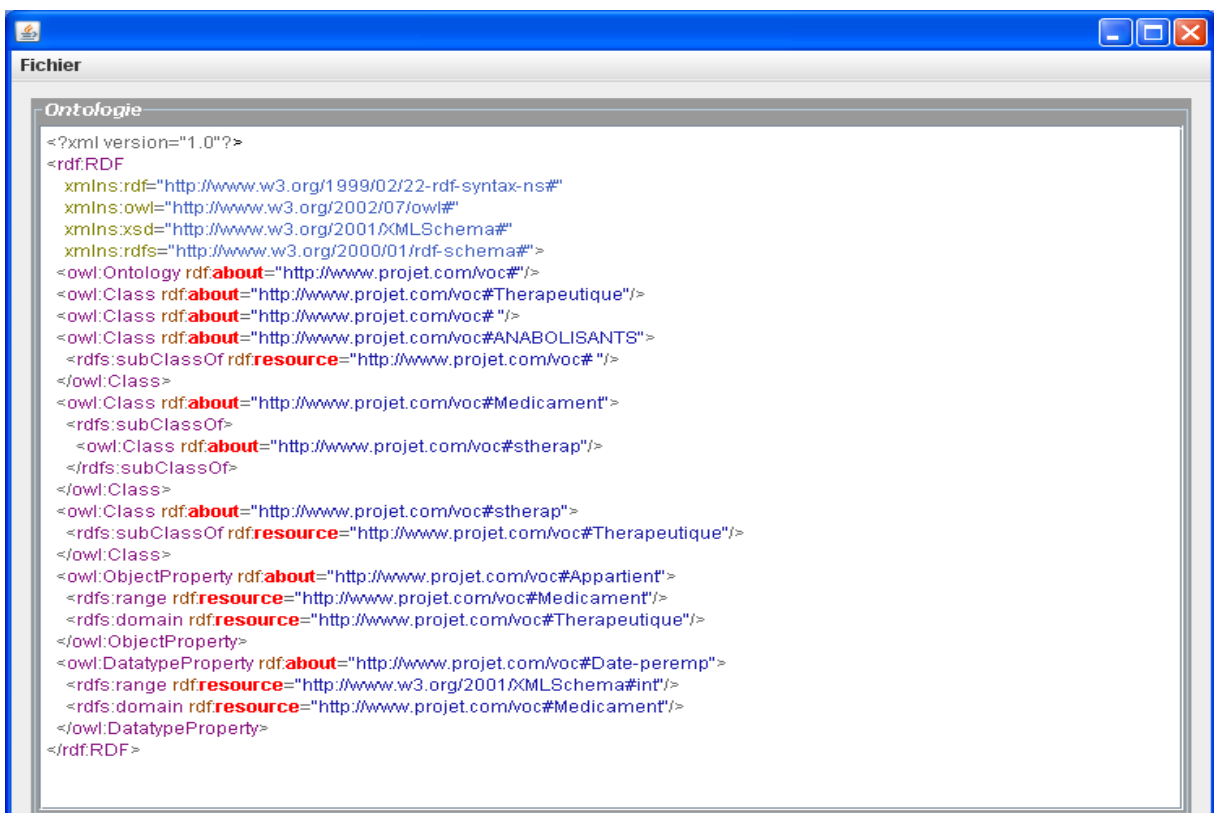 Fichier
Ontologie
<?xml version="1.0"?>
<rdf:RDF
xmlns:rdf="http://www.w3.org/1999/02/22-rdf-syntax-ns#"
xmlns:owl="http://www.w3.org/2002/07/owl#"
xmlns:xsd="http://www.w3.org/2001/XMLSchema#"
xmlns:rdfs="http://www.w3.org/2000/01/rdf-schema#">
<owl:Ontology rdf:about="http://www.projet.com/voc#"/>
<owl:Class rdf:about="http://www.projet.com/voc#Therapeutique"/>
<owl:Class rdf:about="http://www.projet.com/voc# "/>
<owl:Class rdf:about="http://www.projet.com/voc#ANABOLISANTS">
<rdfs:subClassOf rdf:resource="http://www.projet.com/voc# "/>
</owl:Class>
<owl:Class rdf:about="http://www.projet.com/voc#Medicament">
<rdfs:subClassOf>
<owl:Class rdf:about="http://www.projet.com/voc#stherap"/>
</rdfs:subClassOf>
</owl:Class>
<owl:Class rdf:about="http://www.projet.com/voc#stherap">
<rdfs:subClassOf rdf:resource="http://www.projet.com/voc#Therapeutique"/>
</owl:Class>
<owl:ObjectProperty rdf:about="http://www.projet.com/voc#Appartient">
<rdfs:range rdf:resource="http://www.projet.com/voc#Medicament"/>
<rdfs:domain rdf:resource="http://www.projet.com/voc#Therapeutique"/>
</owl:ObjectProperty>
<owl:DatatypeProperty rdf:about="http://www.projet.com/voc#Date-peremp">
<rdfs:range rdf:resource="http://www.w3.org/2001/XMLSchema#int"/>
<rdfs:domain rdf:resource="http://www.projet.com/voc#Medicament"/>
</owl:DatatypeProperty>
</rdf:RDF>